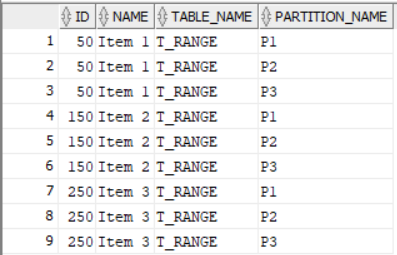 ID NAME TABLE_NAME PARTITION_NAME
1 50 Item 1 T_RANGE P1
2 50 Item 1 T_RANGE P2
3 50 Item 1 T_RANGE P3
4 150 Item 2 T_RANGE P1
5 150 Item 2 T_RANGE P2
6 150 Item 2 T_RANGE P3
7 250 Item 3 T_RANGE P1
8 250 Item 3 T_RANGE P2
9 250 Item 3 T_RANGE P3